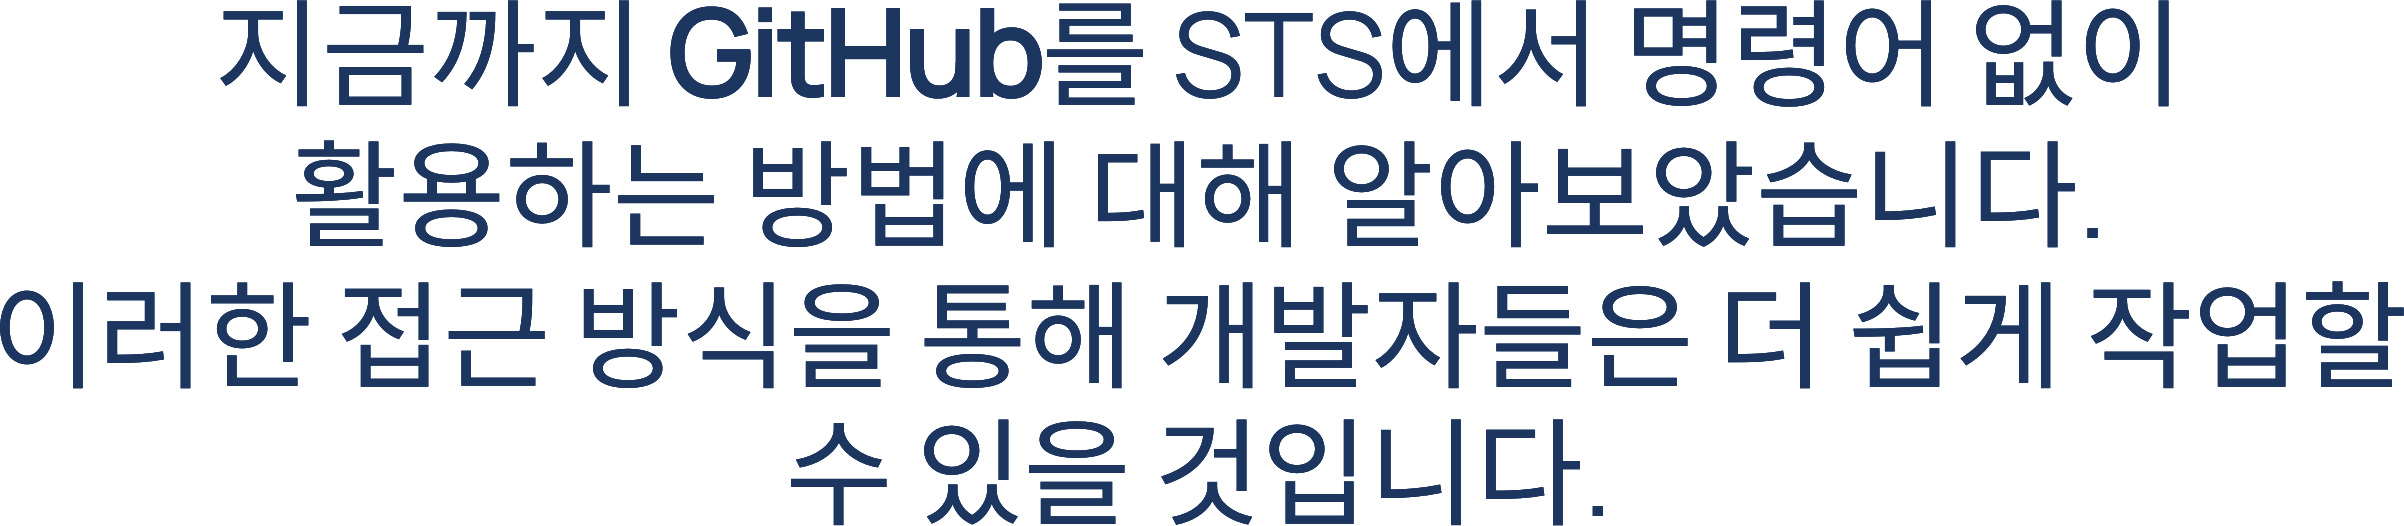 지금까지 GitHub를 STS에서 명령어 없이
활용하는 방법에 대해 알아보았습니다.
이러한 접근 방식을 통해 개발자들은 더 쉽게 작업할
수 있을 것입니다.